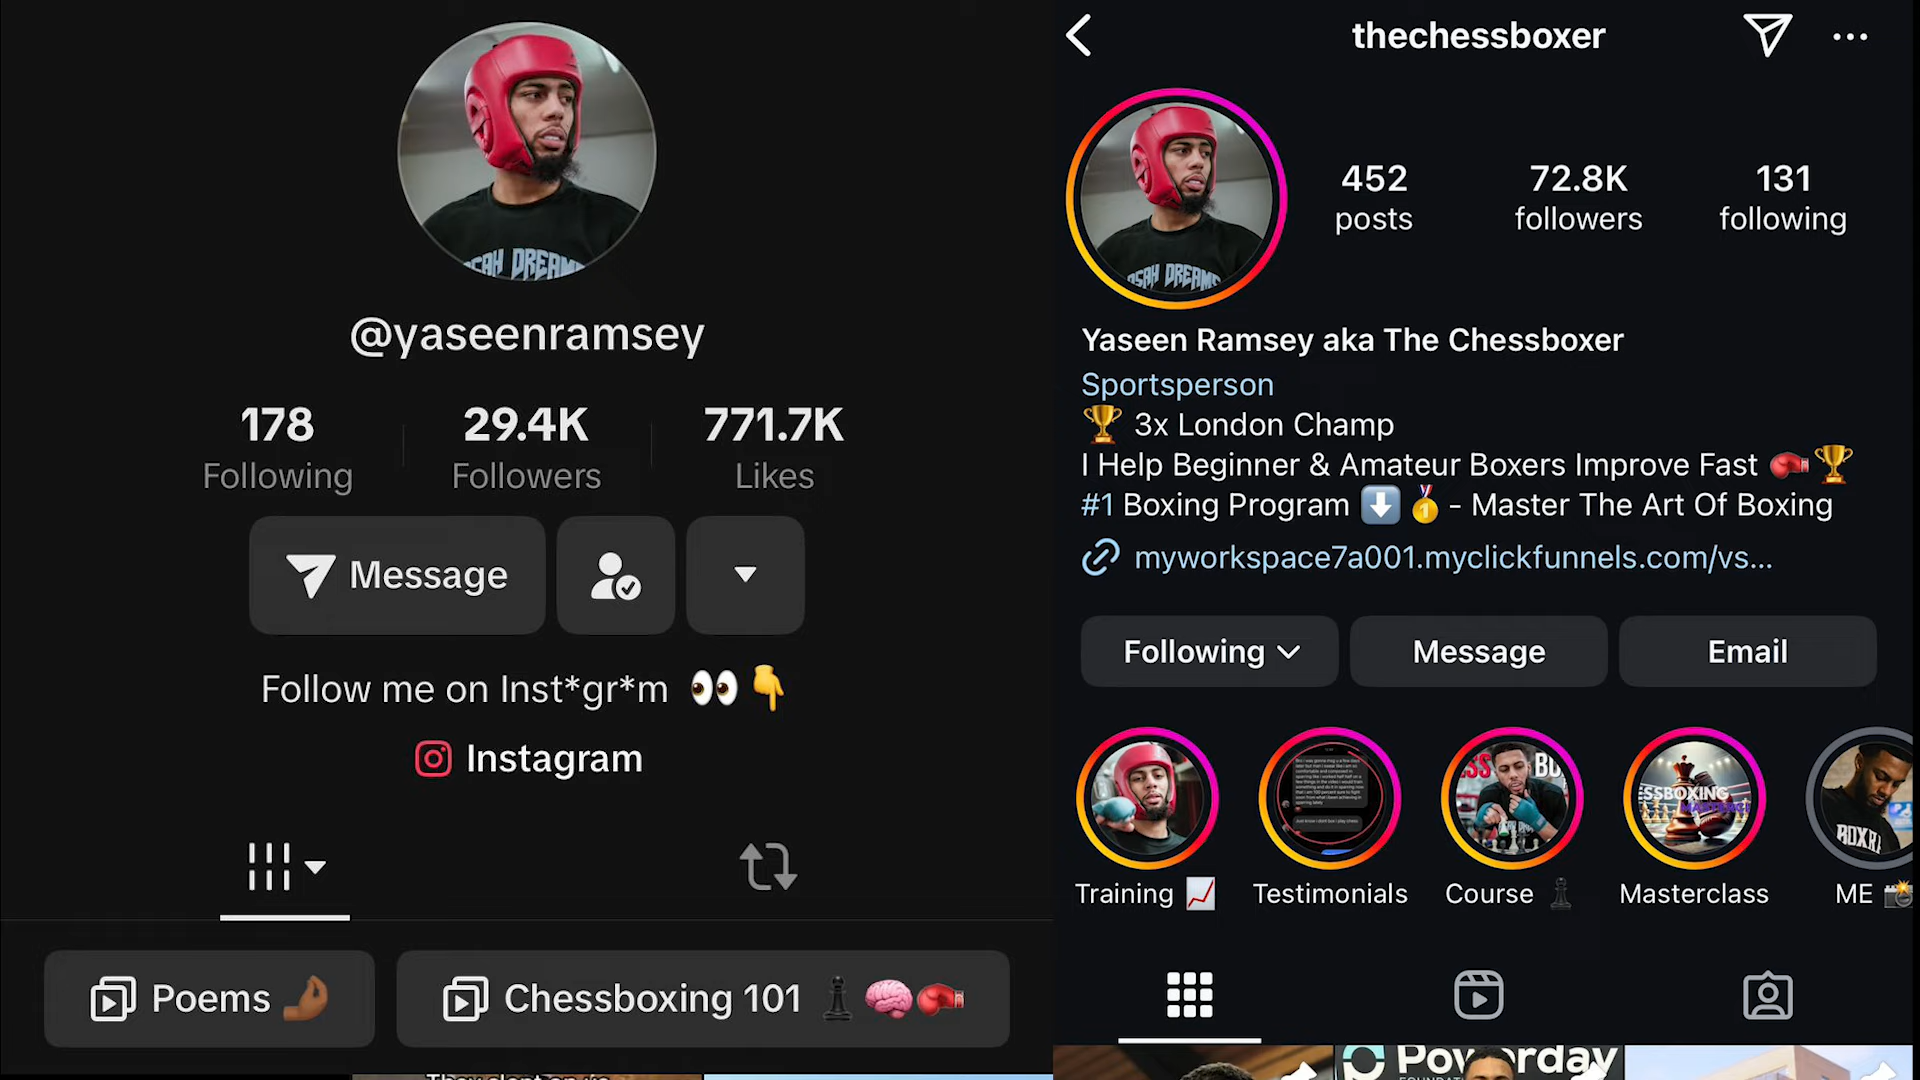 OSAH DREAMS
@yaseenramsey
178
Following
29.4K
Followers
771.7K
Likes
Message
Follow me on Inst*gr*m 👀👇
Instagram
Poems 🤌🏾
Chessboxing 101 ♟️🧠🥊
thechessboxer
DREAMS
452
posts
72.8K
followers
131
following
Yaseen Ramsey aka The Chessboxer
Sportsperson
🏆 3x London Champ
I Help Beginner & Amateur Boxers Improve Fast 🥊🏆
#1 Boxing Program ⬇️🥇 - Master The Art Of Boxing
myworkspace7a001.myclickfunnels.com/vs...
Following
Message
Email
Training 📈
Testimonials
Course ♟️
Masterclass
ME 📸